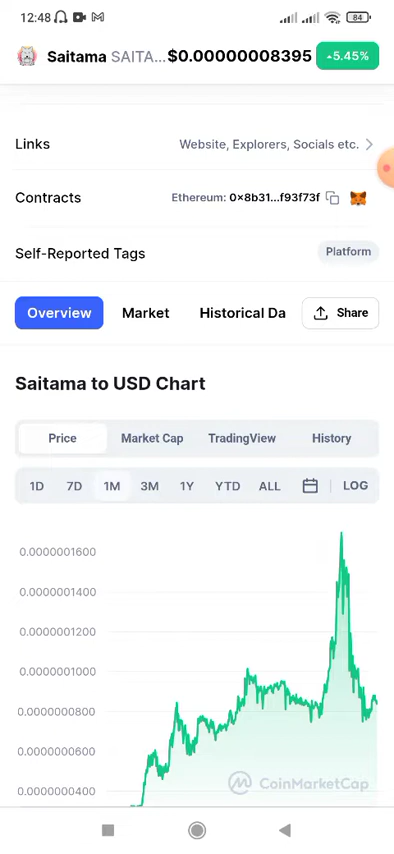 12:48 84
Saitama SAITA... $0.00000008395 5.45%
Links Website, Explorers, Socials etc.
Contracts Ethereum: 0x8b31...f93f73f
Self-Reported Tags Platform
Overview Market Historical Da Share
Saitama to USD Chart
Price Market Cap TradingView History
1D 7D 1M 3M 1Y YTD ALL LOG
0.0000001600
0.0000001400
0.0000001200
0.0000001000
0.0000000800
0.0000000600
0.0000000400
CoinMarketCap